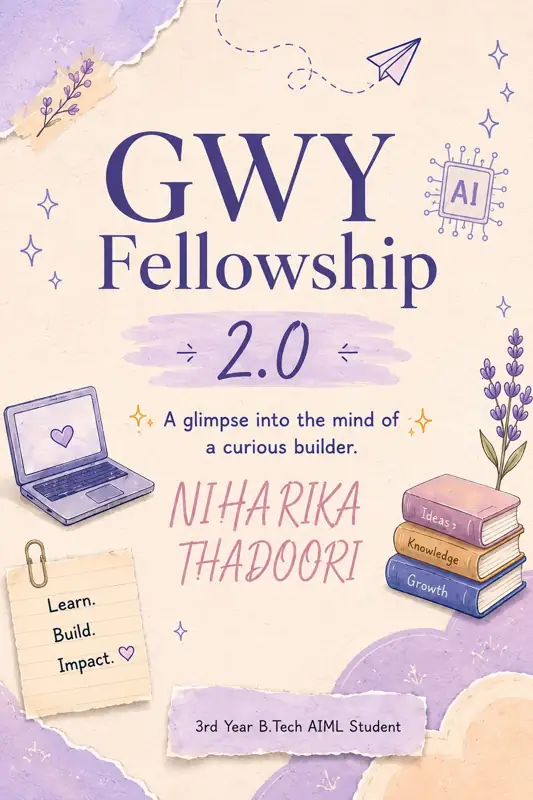 GWY
Fellowship
2.0
AI
A glimpse into the mind of
a curious builder.
NIHARIKA
THADOORI
Ideas
Knowledge
Growth
Learn.
Build.
Impact.
3rd Year B.Tech AIML Student